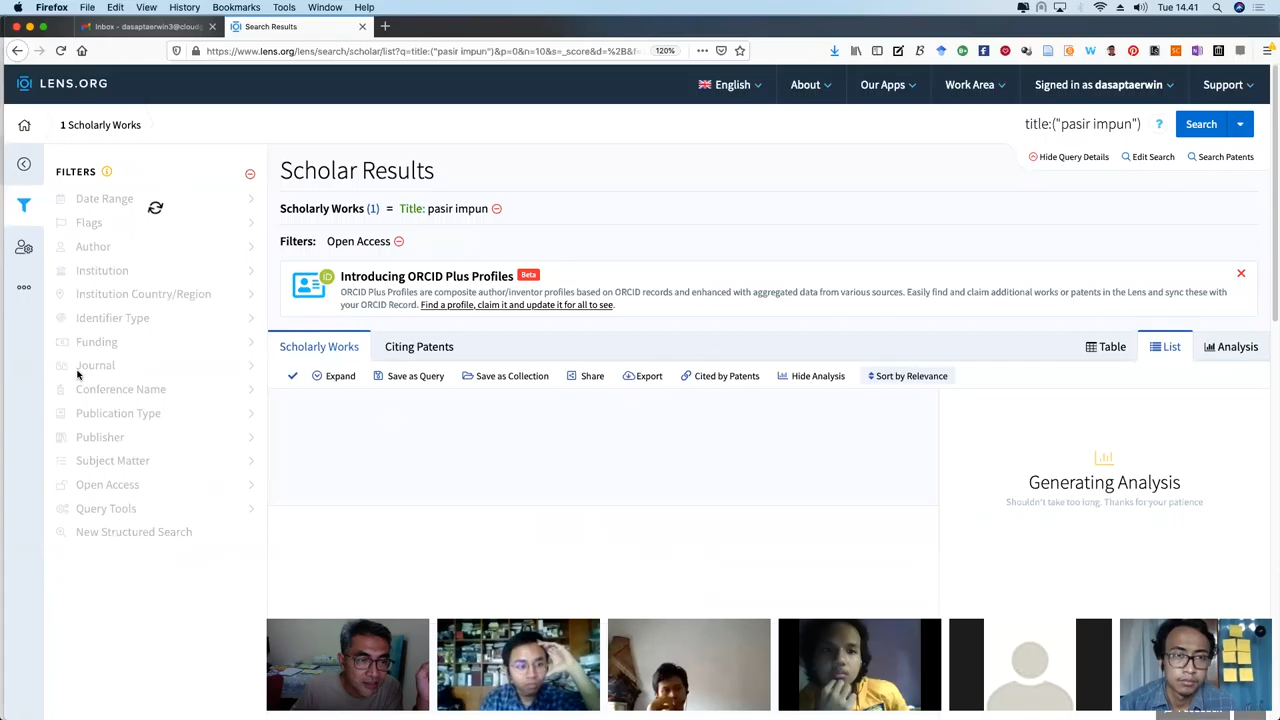 Firefox File Edit View History Bookmarks Tools Window Help
Tue 14.41
Inbox - dasaptaerwin3@cloud
Search Results
https://www.lens.org/lens/search/scholar/list?q=title:("pasir impun")&p=0&n=10&s=_score&d=%2B&f=
120%
LENS.ORG
English
About
Our Apps
Work Area
Signed in as dasaptaerwin
Support
1 Scholarly Works
title:("pasir impun")
?
Search
Hide Query Details
Edit Search
Search Patents
FILTERS
Date Range
Flags
Author
Institution
Institution Country/Region
Identifier Type
Funding
Journal
Conference Name
Publication Type
Publisher
Subject Matter
Open Access
Query Tools
New Structured Search
Scholar Results
Scholarly Works (1) = Title: pasir impun
Filters: Open Access
Introducing ORCID Plus Profiles Beta
ORCID Plus Profiles are composite author/inventor profiles based on ORCID records and enhanced with aggregated data from various sources. Easily find and claim additional works or patents in the Lens and sync these with
your ORCID Record. Find a profile, claim it and update it for all to see.
Scholarly Works
Citing Patents
Table
List
Analysis
Expand
Save as Query
Save as Collection
Share
Export
Cited by Patents
Hide Analysis
Sort by Relevance
Generating Analysis
Shouldn't take too long. Thanks for your patience